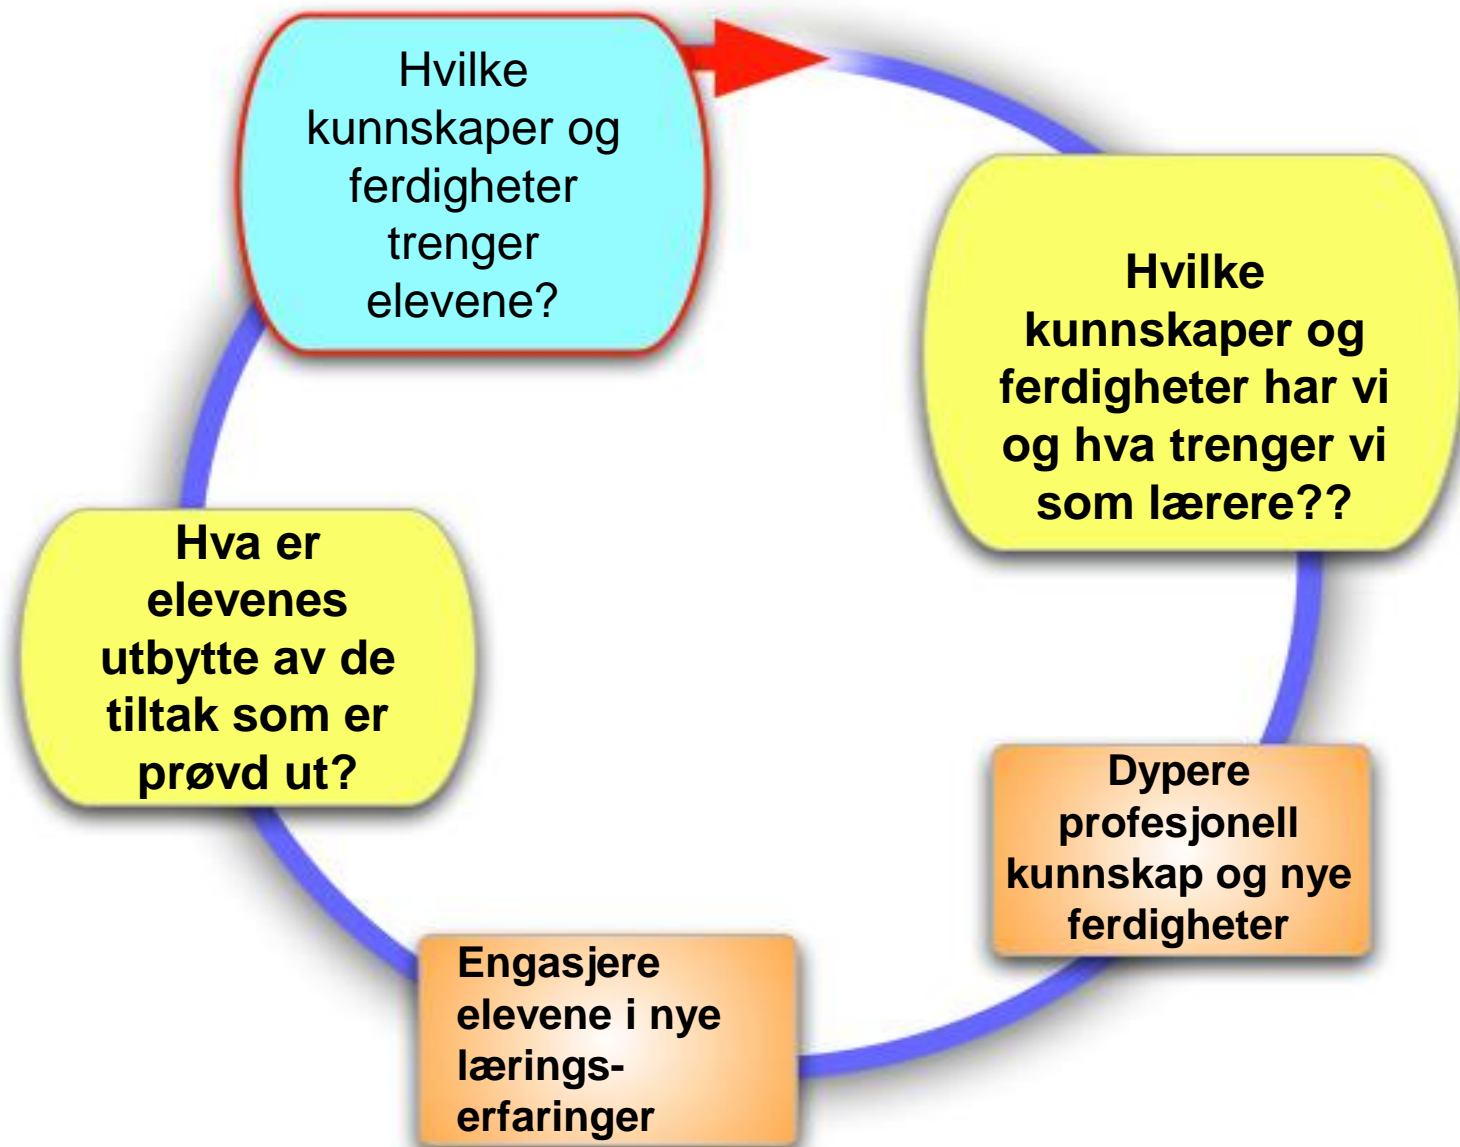 Hvilke
kunnskaper og
ferdigheter
trenger
elevene?
Hvilke
kunnskaper og
ferdigheter har vi
og hva trenger vi
som lærere??
Dypere
profesjonell
kunnskap og nye
ferdigheter
Engasjere
elevene i nye
lærings-
erfaringer
Hva er
elevenes
utbytte av de
tiltak som er
prøvd ut?